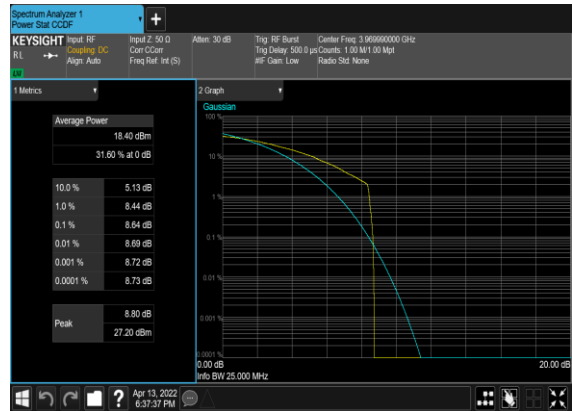 Spectrum Analyzer 1
Power Stat CCDF
KEYSIGHT
R L
LV
Input: RF
Coupling: DC
Align: Auto
Input Z: 50 Ω
Corr CCorr
Freq Ref: Int (S)
Atten: 30 dB
Trig: RF Burst
Trig Delay: 500.0 µs
#IF Gain: Low
Center Freq: 3.969990000 GHz
Counts: 1.00 M/1.00 Mpt
Radio Std: None
1 Metrics
Average Power
18.40 dBm
31.60 % at 0 dB
10.0 % 5.13 dB
1.0 % 8.44 dB
0.1 % 8.64 dB
0.01 % 8.69 dB
0.001 % 8.72 dB
0.0001 % 8.73 dB
Peak
8.80 dB
27.20 dBm
2 Graph
Gaussian
100 %
10 %
1 %
0.1 %
0.01 %
0.001 %
0.0001 %
0.00 dB 20.00 dB
Info BW 25.000 MHz
? Apr 13, 2022
6:37:37 PM